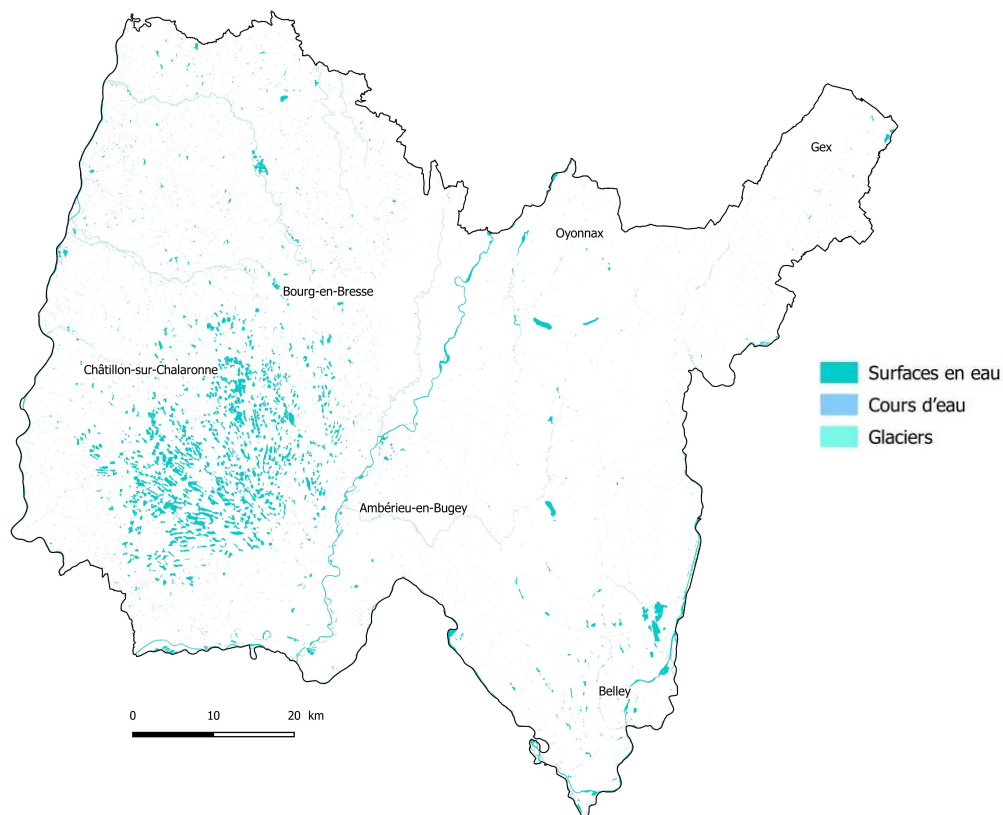 Gex
Oyonnax
Bourg-en-Bresse
Châtillon-sur-Chalaronne
Surfaces en eau
Cours d'eau
Glaciers
Ambérieu-en-Bugey
Belley
0 10 20 km